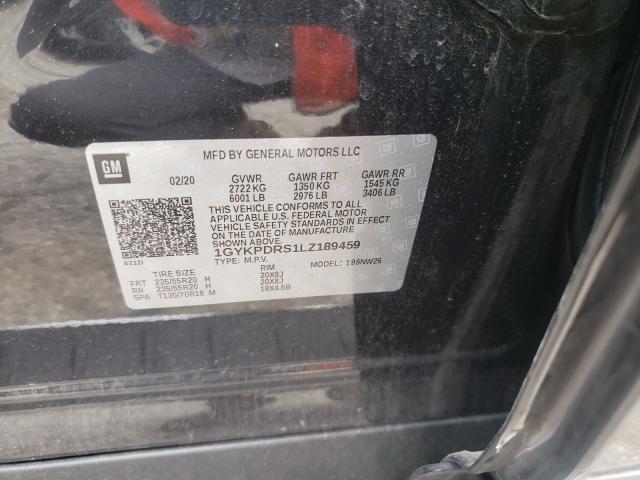 GM
MFD BY GENERAL MOTORS LLC
02/20 GVWR GAWR FRT GAWR RR
2722 KG 1350 KG 1545 KG
6001 LB 2976 LB 3406 LB
THIS VEHICLE CONFORMS TO ALL
APPLICABLE U.S. FEDERAL MOTOR
VEHICLE SAFETY STANDARDS IN
EFFECT ON THE DATE OF MANUFACTURE
SHOWN ABOVE.
1GYKPDRS1LZ189459
621D TYPE: M.P.V. MODEL: 196NW26
TIRE SIZE RIM
FRT 235/55R20 H 20X8J
RR 235/55R20 H 20X8J
SPA T135/70R18 M 18X4.5B